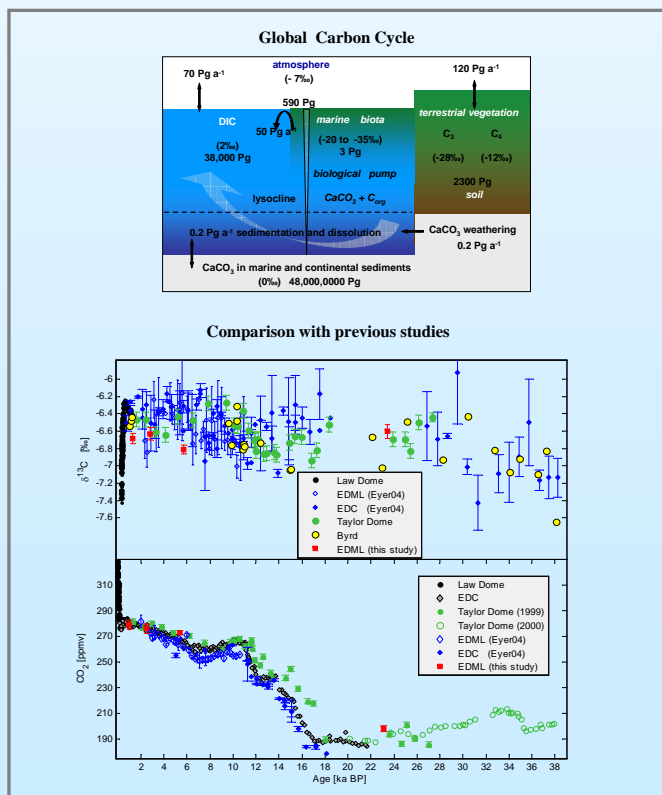 Global Carbon Cycle
70 Pg a-1
atmosphere
(- 7‰)
120 Pg a-1
590 Pg
DIC
50 Pg a-1
marine biota
terrestrial vegetation
C3 C4
(2‰)
38,000 Pg
(-20 to -35‰)
3 Pg
(-28‰) (-12‰)
biological pump
2300 Pg
soil
lysocline
CaCO3 + Corg
0.2 Pg a-1 sedimentation and dissolution
CaCO3 weathering
0.2 Pg a-1
CaCO3 in marine and continental sediments
(0‰) 48,000,0000 Pg
Comparison with previous studies
-6
-6.2
-6.4
-6.6
-6.8
-7
-7.2
-7.4
-7.6
δ13C [‰]
Law Dome
EDML (Eyer04)
EDC (Eyer04)
Taylor Dome
Byrd
EDML (this study)
310
290
270
250
230
210
190
CO2 [ppmv]
Law Dome
EDC
Taylor Dome (1999)
Taylor Dome (2000)
EDML (Eyer04)
EDC (Eyer04)
EDML (this study)
2 4 6 8 10 12 14 16 18 20 22 24 26 28 30 32 34 36 38
Age [ka BP]